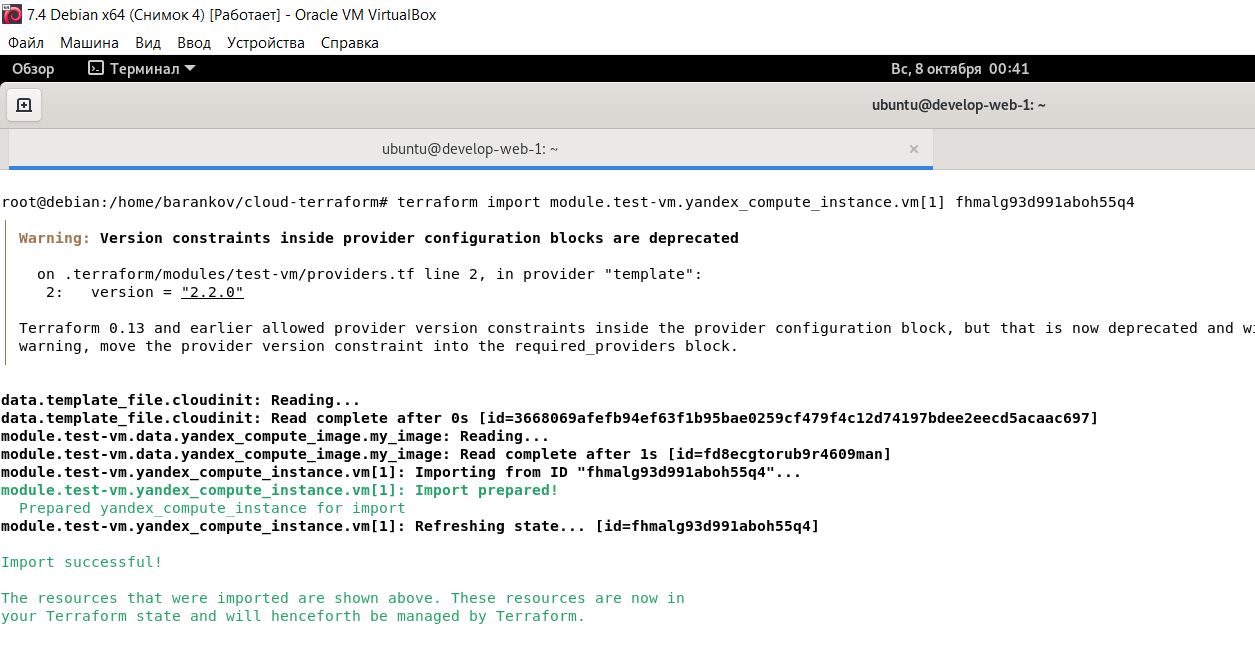 7.4 Debian x64 (Снимок 4) [Работает] - Oracle VM VirtualBox
Файл Машина Вид Ввод Устройства Справка
Обзор Терминал Вс, 8 октября 00:41
ubuntu@develop-web-1: ~
ubuntu@develop-web-1: ~ ×
root@debian:/home/barankov/cloud-terraform# terraform import module.test-vm.yandex_compute_instance.vm[1] fhmalg93d991aboh55q4
Warning: Version constraints inside provider configuration blocks are deprecated
on .terraform/modules/test-vm/providers.tf line 2, in provider "template":
2: version = "2.2.0"
Terraform 0.13 and earlier allowed provider version constraints inside the provider configuration block, but that is now deprecated and
warning, move the provider version constraint into the required_providers block.
data.template_file.cloudinit: Reading...
data.template_file.cloudinit: Read complete after 0s [id=3668069afefb94ef63f1b95bae0259cf479f4c12d74197bdee2eecd5acaac697]
module.test-vm.data.yandex_compute_image.my_image: Reading...
module.test-vm.data.yandex_compute_image.my_image: Read complete after 1s [id=fd8ecgtorub9r4609man]
module.test-vm.yandex_compute_instance.vm[1]: Importing from ID "fhmalg93d991aboh55q4"...
module.test-vm.yandex_compute_instance.vm[1]: Import prepared!
Prepared yandex_compute_instance for import
module.test-vm.yandex_compute_instance.vm[1]: Refreshing state... [id=fhmalg93d991aboh55q4]
Import successful!
The resources that were imported are shown above. These resources are now in
your Terraform state and will henceforth be managed by Terraform.